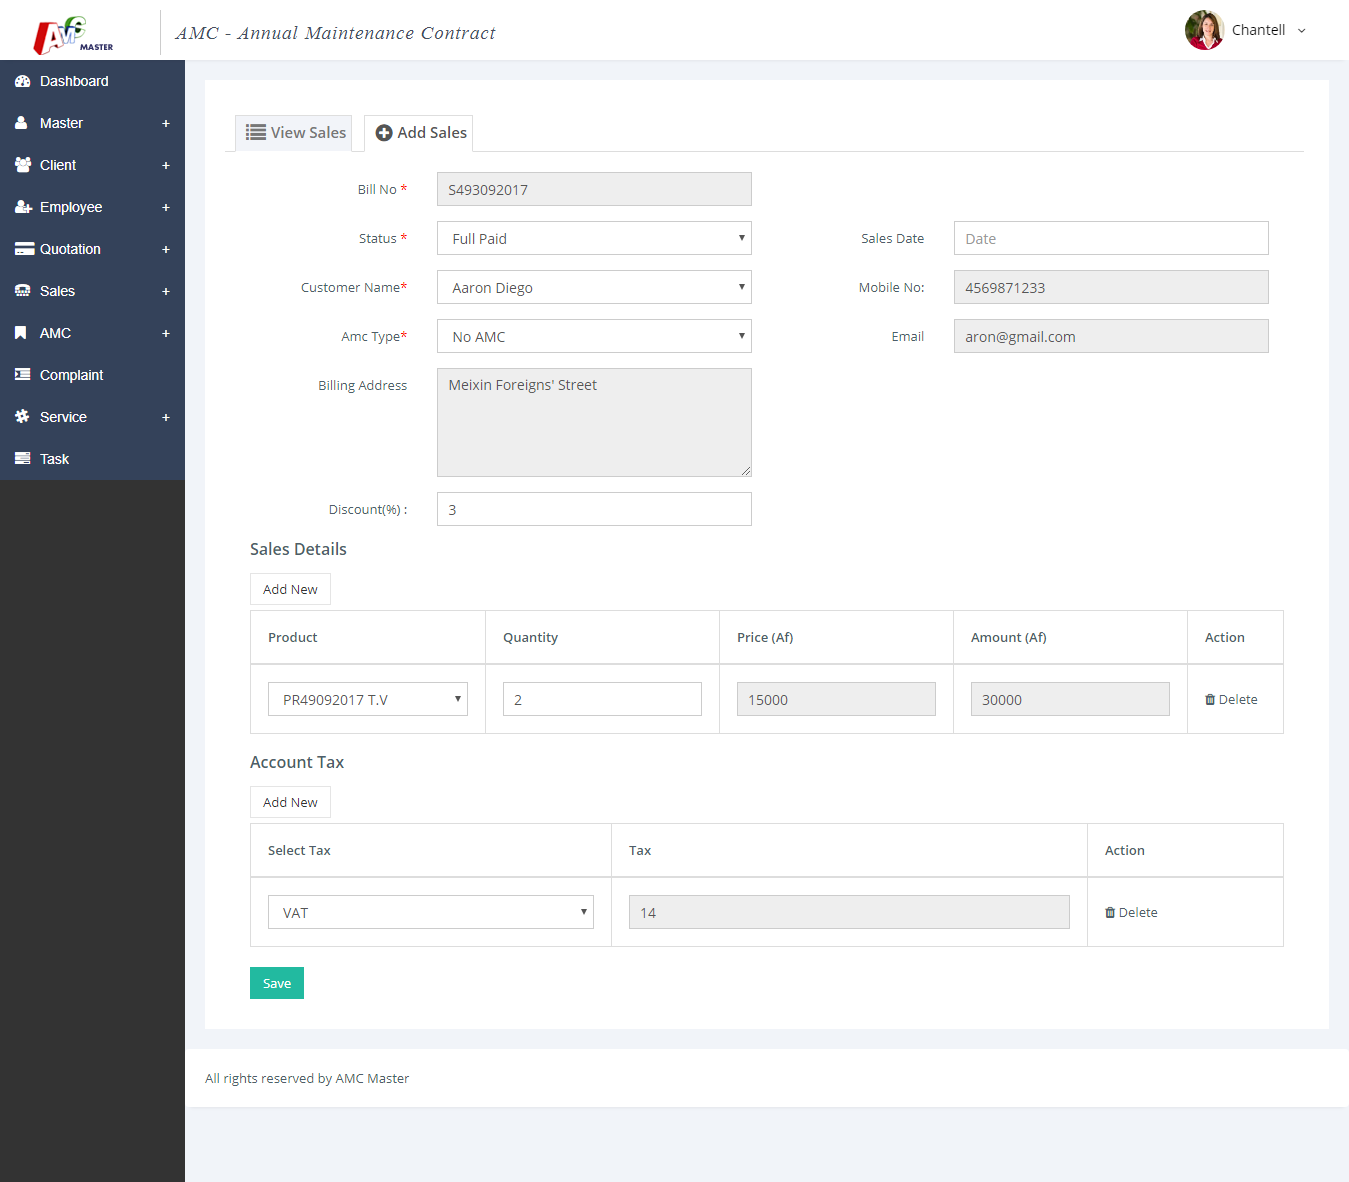 AMC MASTER
AMC - Annual Maintenance Contract
Chantell
Dashboard
Master +
Client +
Employee +
Quotation +
Sales +
AMC +
Complaint
Service +
Task
View Sales
Add Sales
Bill No * S493092017
Status * Full Paid
Sales Date Date
Customer Name* Aaron Diego
Mobile No: 4569871233
Amc Type* No AMC
Email aron@gmail.com
Billing Address Meixin Foreigns' Street
Discount(%) : 3
Sales Details
Add New
Product Quantity Price (Af) Amount (Af) Action
PR49092017 T.V 2 15000 30000 Delete
Account Tax
Add New
Select Tax Tax Action
VAT 14 Delete
Save
All rights reserved by AMC Master